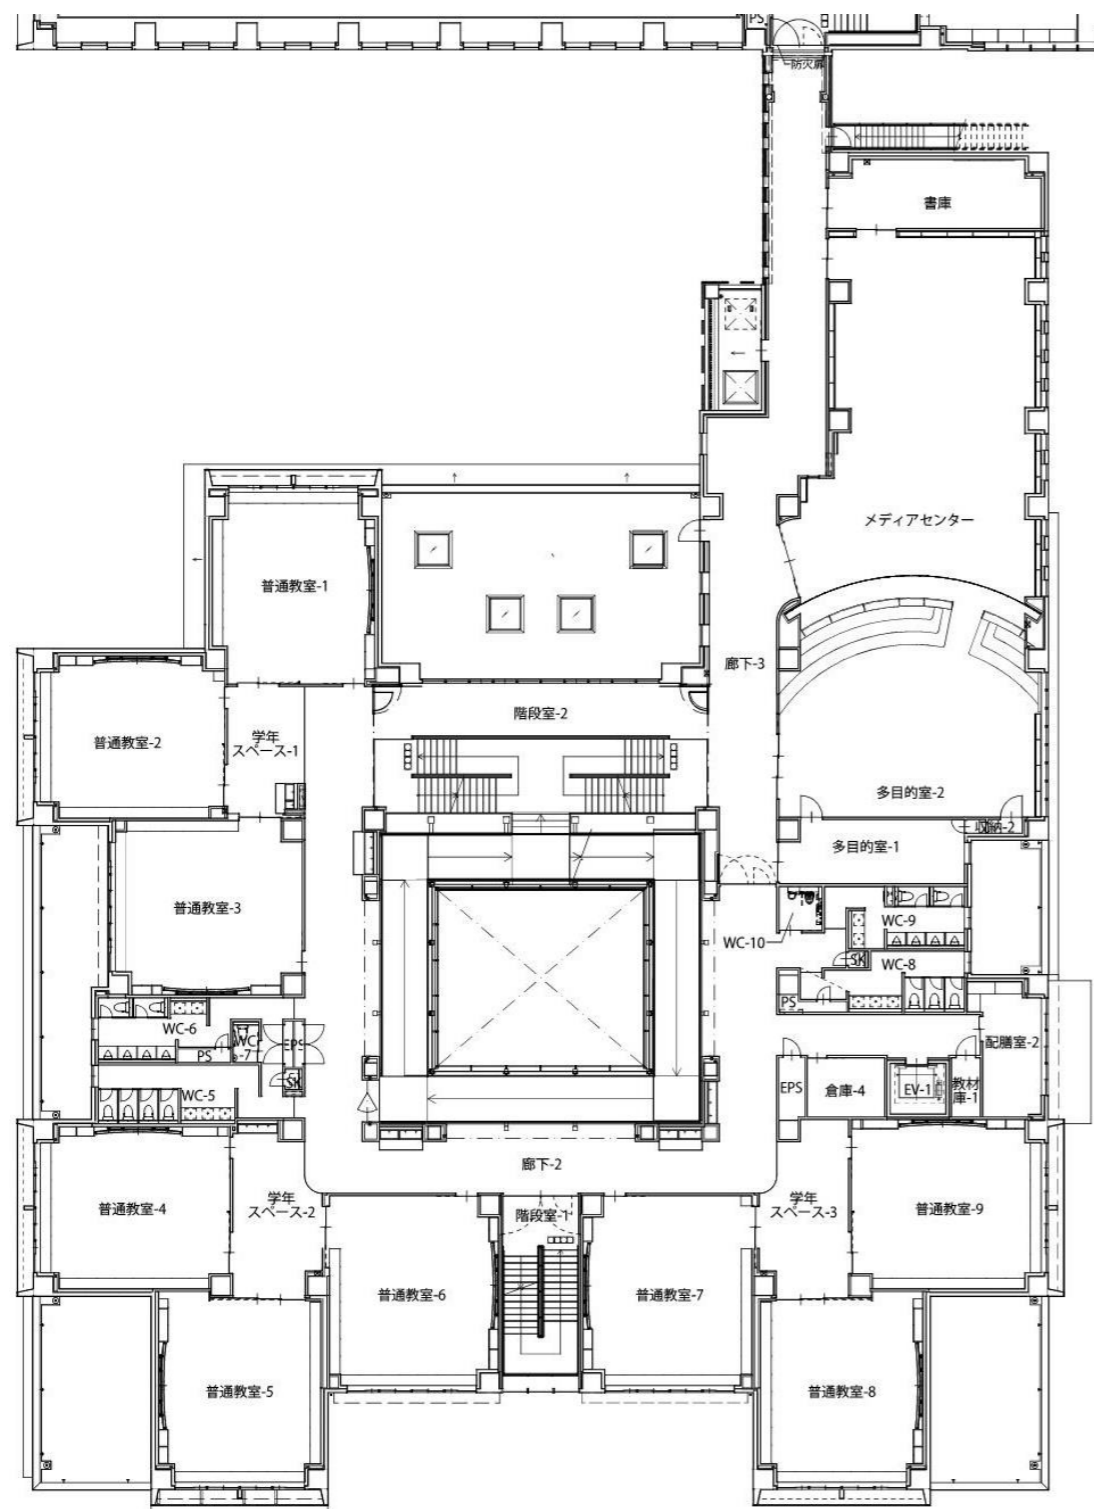 PS
防火扉
書庫
メディアセンター
普通教室-1
廊下-3
階段室-2
学年
スペース-1
普通教室-2
多目的室-2
収納-2
多目的室-1
普通教室-3
WC-9
WC-10
SK
WC-8
PS
WC-6
WC
-7
EPS
PS
SK
WC-5
配膳室-2
EPS
倉庫-4
EV-1
教材
庫-1
廊下-2
普通教室-4
学年
スペース-2
階段室-1
学年
スペース-3
普通教室-9
普通教室-6
普通教室-7
普通教室-5
普通教室-8